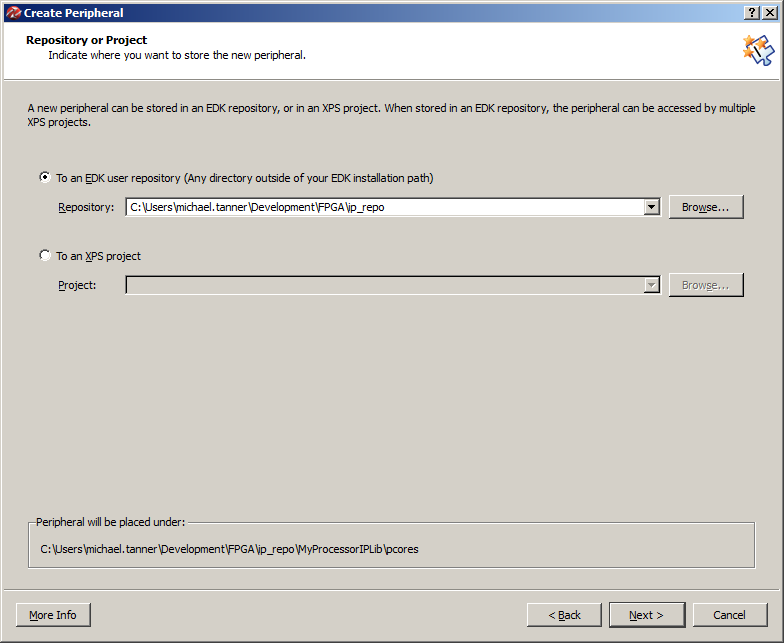 Create Peripheral
Repository or Project
Indicate where you want to store the new peripheral.
A new peripheral can be stored in an EDK repository, or in an XPS project. When stored in an EDK repository, the peripheral can be accessed by multiple
XPS projects.
To an EDK user repository (Any directory outside of your EDK installation path)
Repository: C:\Users\michael.tanner\Development\FPGA\ip_repo Browse...
To an XPS project
Project: Browse...
Peripheral will be placed under:
C:\Users\michael.tanner\Development\FPGA\ip_repo\MyProcessorIPLib\pcores
More Info < Back Next > Cancel